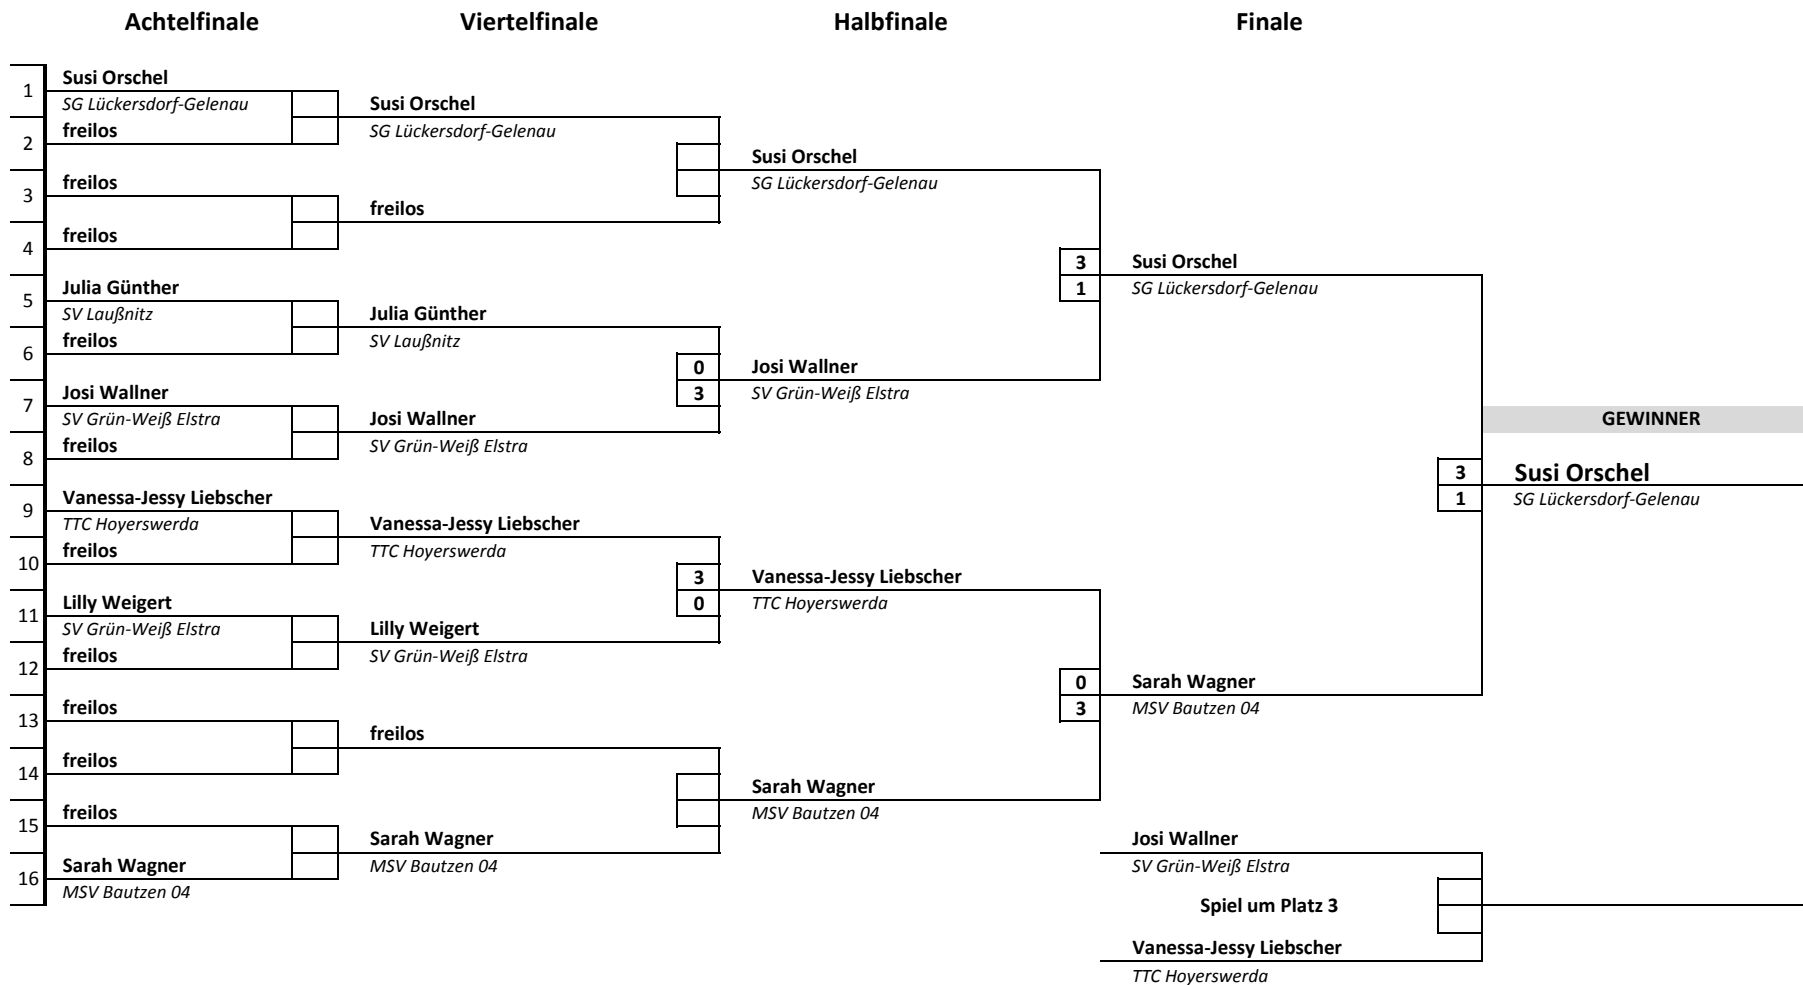 Achtelfinale
Viertelfinale
Halbfinale
Finale
1
Susi Orschel
SG Lückersdorf-Gelenau
2
freilos
3
freilos
4
freilos
5
Julia Günther
SV Laußnitz
6
freilos
7
Josi Wallner
SV Grün-Weiß Elstra
8
freilos
9
Vanessa-Jessy Liebscher
TTC Hoyerswerda
10
freilos
11
Lilly Weigert
SV Grün-Weiß Elstra
12
freilos
13
freilos
14
freilos
15
freilos
16
Sarah Wagner
MSV Bautzen 04
Susi Orschel
SG Lückersdorf-Gelenau
freilos
Julia Günther
SV Laußnitz
0
3
Josi Wallner
SV Grün-Weiß Elstra
Vanessa-Jessy Liebscher
TTC Hoyerswerda
3
0
Lilly Weigert
SV Grün-Weiß Elstra
freilos
Sarah Wagner
MSV Bautzen 04
Susi Orschel
SG Lückersdorf-Gelenau
3
1
Josi Wallner
SV Grün-Weiß Elstra
Vanessa-Jessy Liebscher
TTC Hoyerswerda
0
3
Sarah Wagner
MSV Bautzen 04
Susi Orschel
SG Lückersdorf-Gelenau
3
1
Sarah Wagner
MSV Bautzen 04
GEWINNER
Susi Orschel
SG Lückersdorf-Gelenau
Josi Wallner
SV Grün-Weiß Elstra
Spiel um Platz 3
Vanessa-Jessy Liebscher
TTC Hoyerswerda